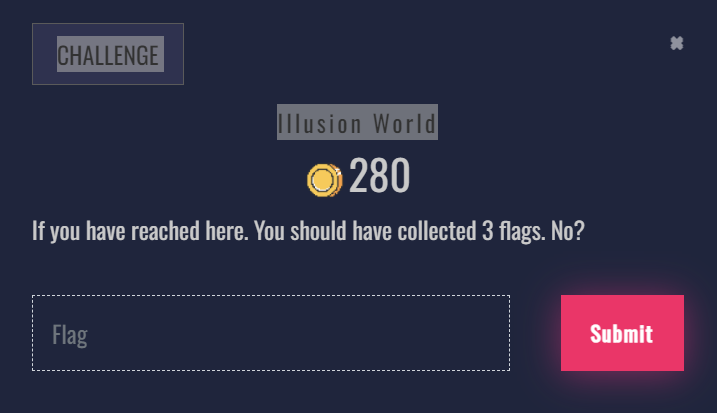 CHALLENGE
Illusion World
280
If you have reached here. You should have collected 3 flags. No?
Flag
Submit